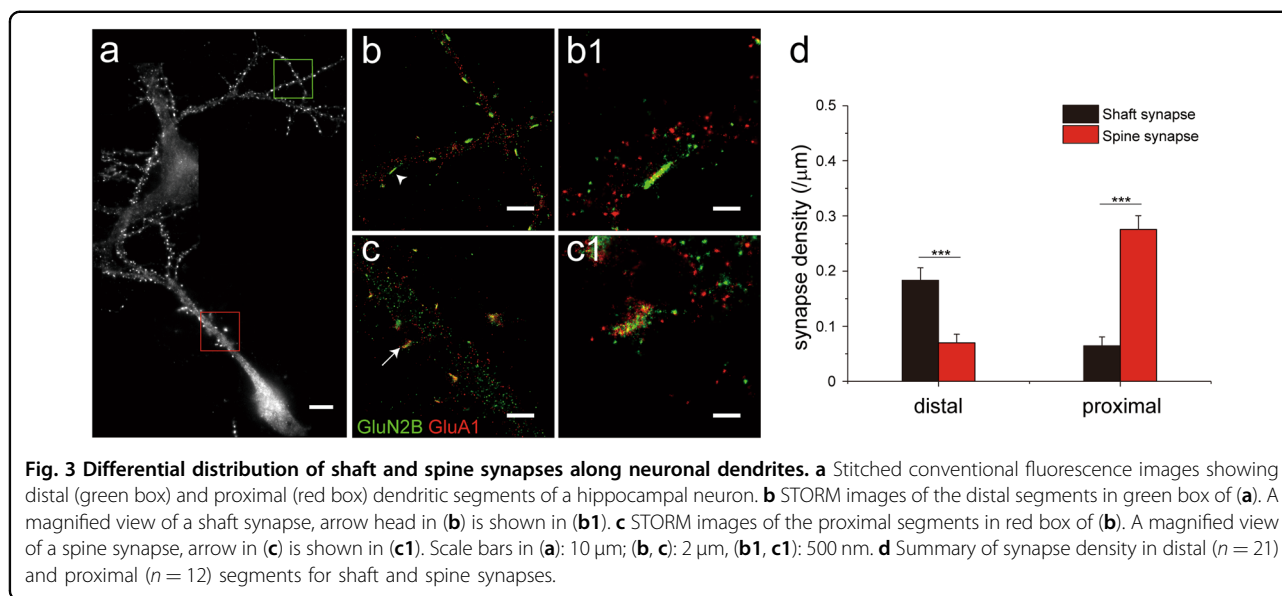 a
b
b1
c
GluN2B GluA1
c1
d
Shaft synapse
Spine synapse
synapse density (/μm)
0.5
0.4
0.3
0.2
0.1
0
***
***
distal
proximal
Fig. 3 Differential distribution of shaft and spine synapses along neuronal dendrites. a Stitched conventional fluorescence images showing
distal (green box) and proximal (red box) dendritic segments of a hippocampal neuron. b STORM images of the distal segments in green box of (a). A
magnified view of a shaft synapse, arrow head in (b) is shown in (b1). c STORM images of the proximal segments in red box of (b). A magnified view
of a spine synapse, arrow in (c) is shown in (c1). Scale bars in (a): 10 μm; (b, c): 2 μm, (b1, c1): 500 nm. d Summary of synapse density in distal (n = 21)
and proximal (n = 12) segments for shaft and spine synapses.